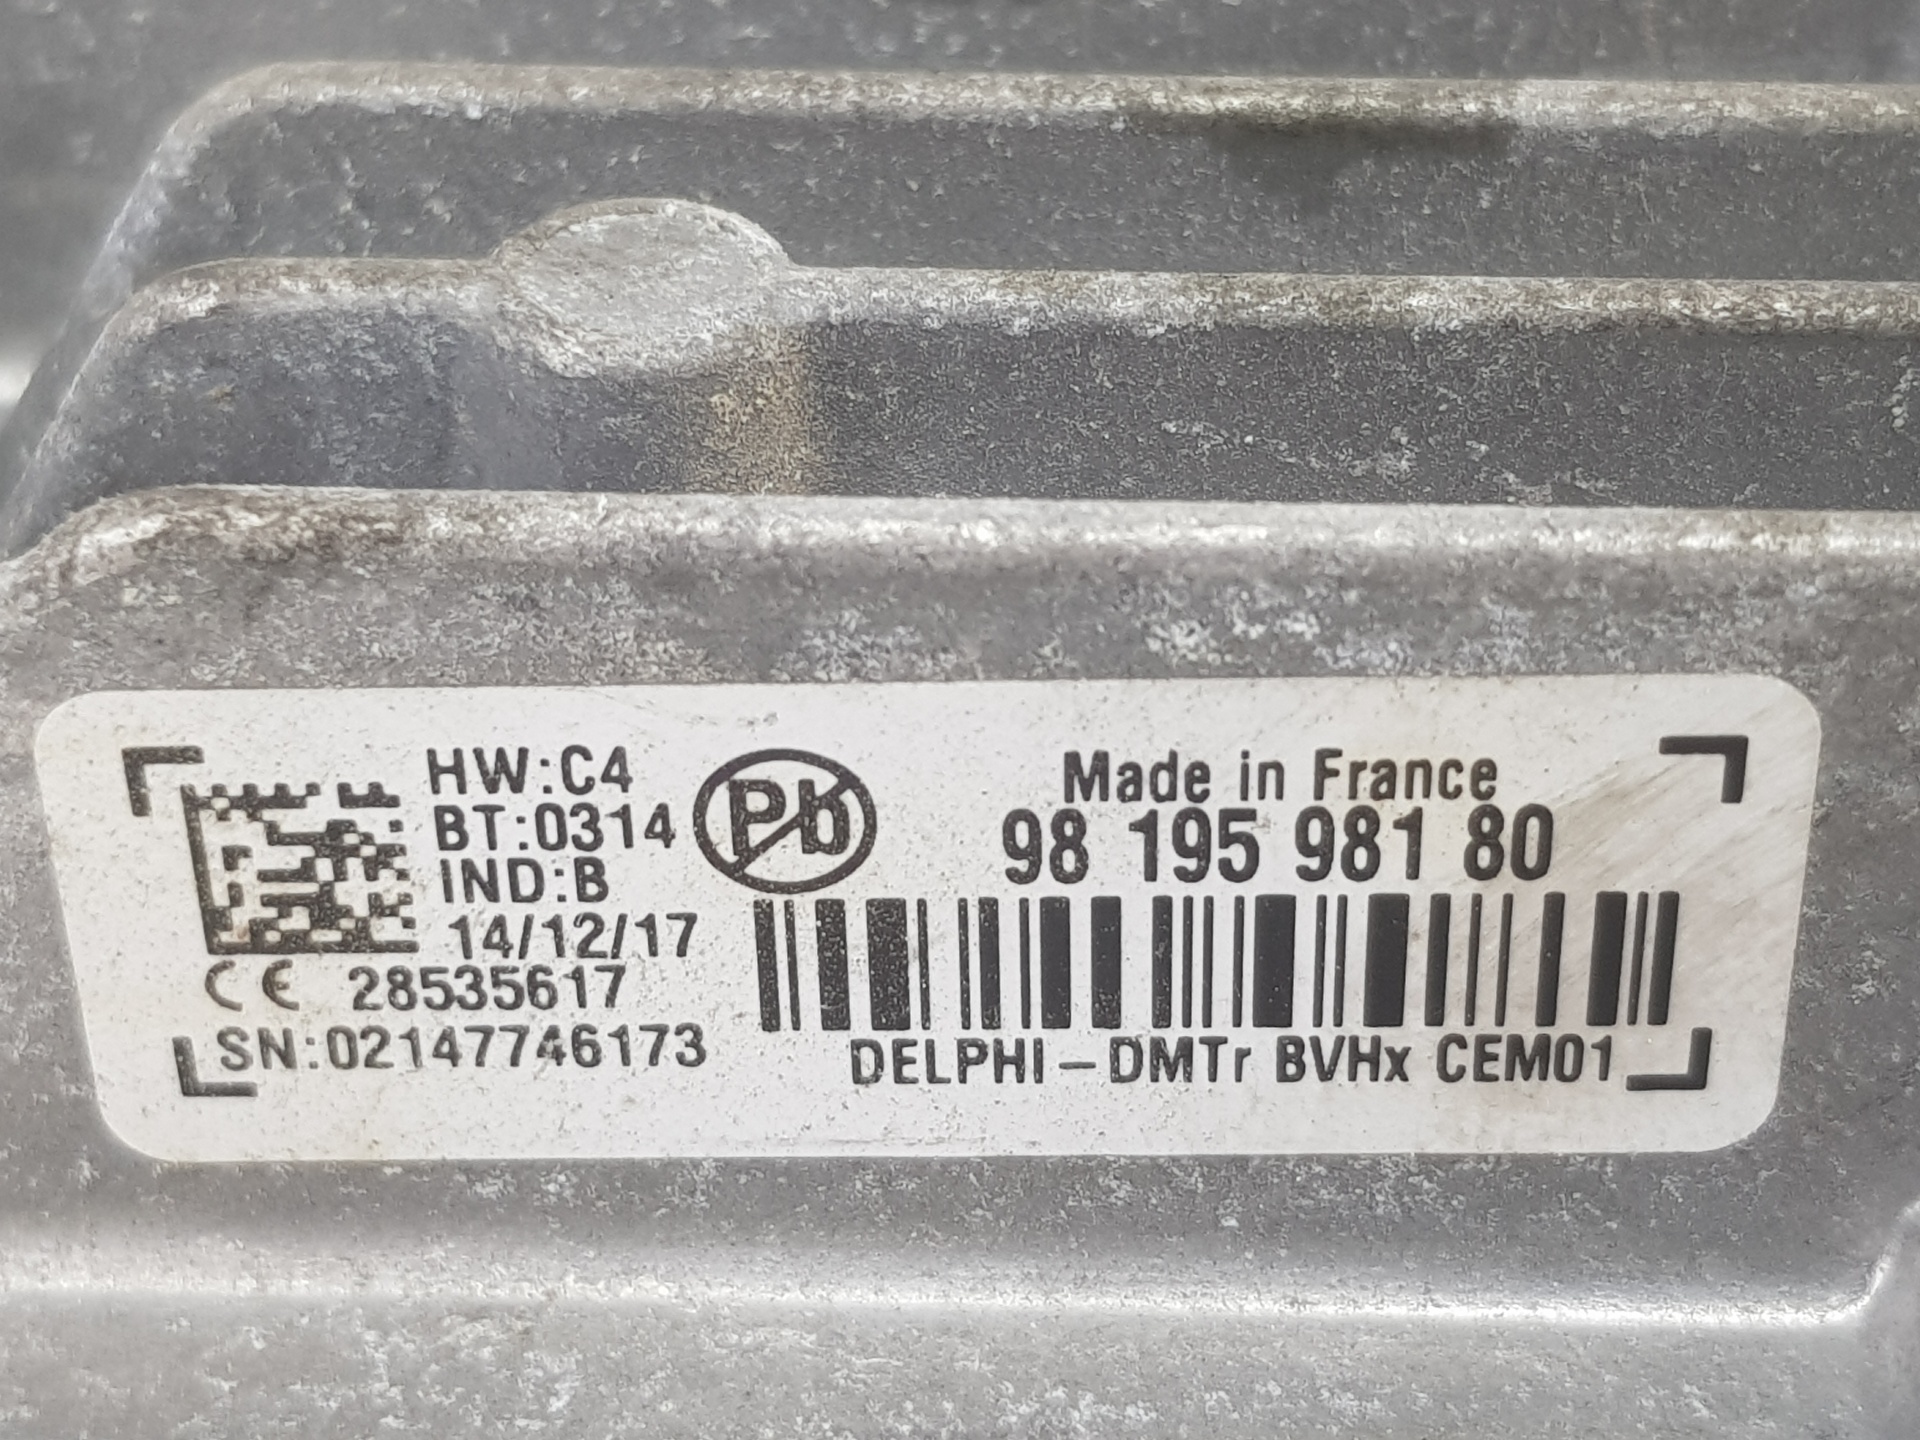 HW:C4
BT:0314
IND:B
14/12/17
CE 28535617
SN:02147746173
Pb
Made in France
98 195 981 80
DELPHI-DMTr BVHx CEM01